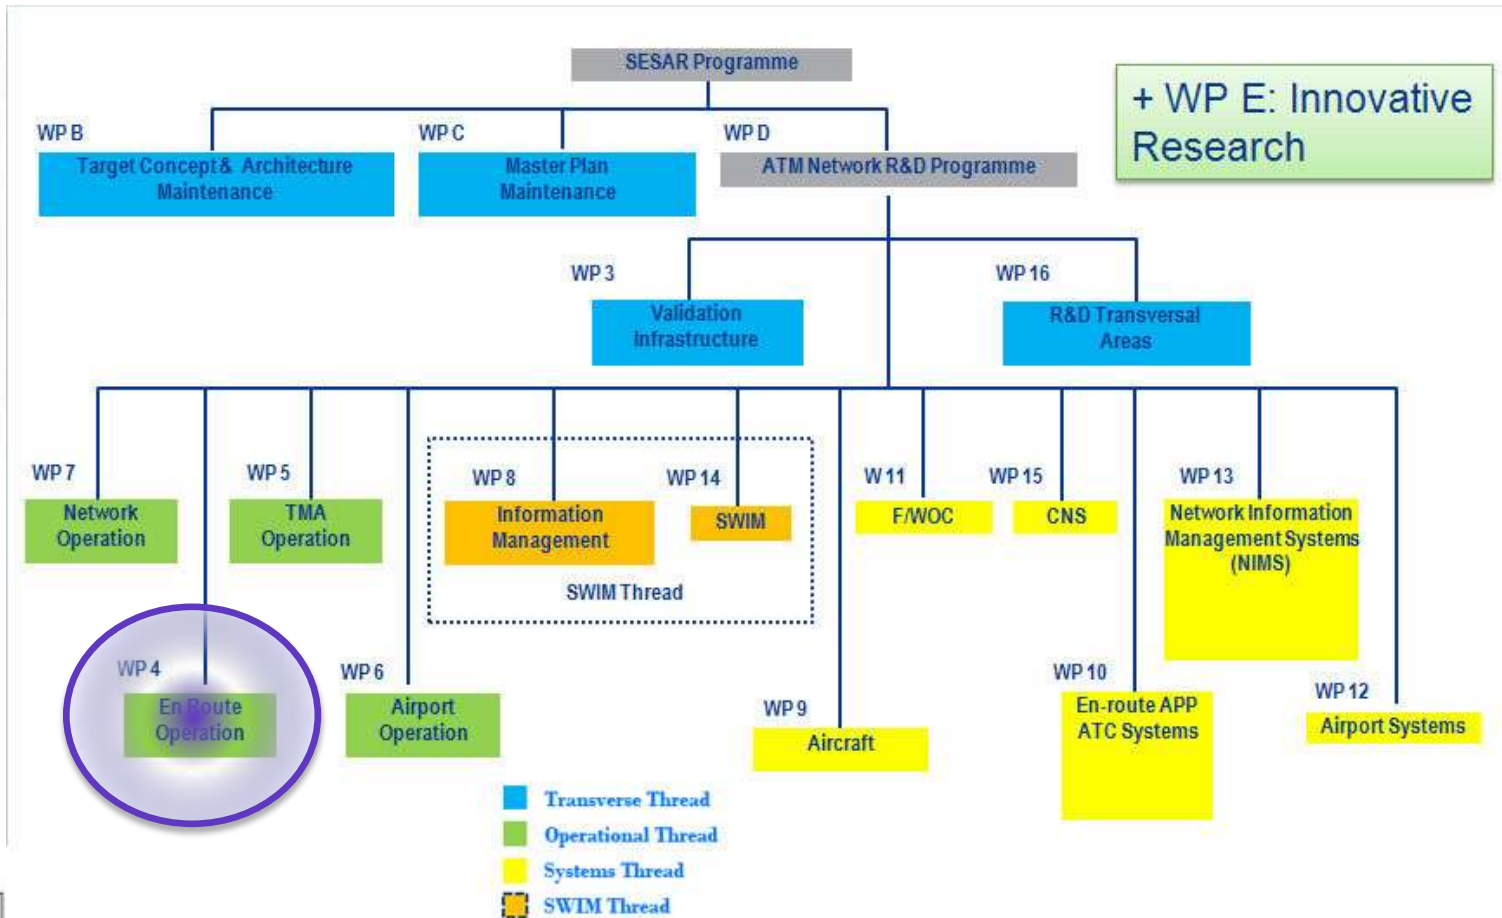 SESAR Programme
+ WP E: Innovative
Research
WP B
Target Concept & Architecture
Maintenance
WP C
Master Plan
Maintenance
WP D
ATM Network R&D Programme
WP 3
Validation
Infrastructure
WP 16
R&D Transversal
Areas
WP 7
Network
Operation
WP 5
TMA
Operation
WP 8
Information
Management
WP 14
SWIM
SWIM Thread
W 11
F/WOC
WP 15
CNS
WP 13
Network Information
Management Systems
(NIMS)
WP 4
En Route
Operation
WP 6
Airport
Operation
WP 9
Aircraft
WP 10
En-route APP
ATC Systems
WP 12
Airport Systems
Transverse Thread
Operational Thread
Systems Thread
SWIM Thread